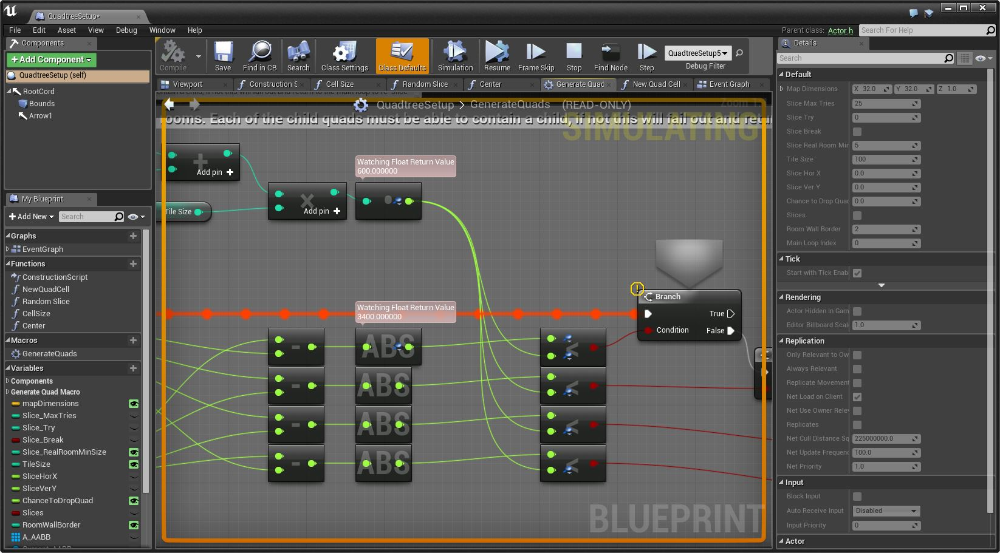 QuadtreeSetup*
File Edit Asset View Debug Window Help
Parent class: Actor.h Search For Help
Components
+ Add Component
QuadtreeSetup (self)
RootCord
Bounds
Arrow1
My Blueprint
+ Add New Search
Graphs
EventGraph
Functions
ConstructionScript
NewQuadCell
Random Slice
CellSize
Center
Macros
GenerateQuads
Variables
Components
Generate Quad Macro
mapDimensions
Slice_MaxTries
Slice_Try
Slice_Break
Slice_RealRoomMinSize
TileSize
SliceHorX
SliceVerY
ChanceToDropQuad
Slices
RoomWallBorder
A_AABB
Compile Save Find in CB Search Class Settings Class Defaults Simulation Resume Frame Skip Stop Find Node Step
QuadtreeSetup5
Debug Filter
Viewport Construction S Cell Size Random Slice Center Generate Quad New Quad Cell Event Graph
QuadtreeSetup > GenerateQuads (READ-ONLY)
rooms. Each of the child quads must be able to contain a child, if not this will fail out and retur
SIMULATING
Add pin +
Watching Float Return Value
600.000000
Tile Size
Add pin +
Watching Float Return Value
3400.000000
Branch
True
Condition False
ABS
ABS
ABS
ABS
BLUEPRINT
Details
Search
Default
Map Dimensions X 32.0 Y 32.0 Z 1.0
Slice Max Tries 25
Slice Try 0
Slice Break
Slice Real Room Min 5
Tile Size 100
Slice Hor X 0.0
Slice Ver Y 0.0
Chance to Drop Quad 0.0
Slices
Room Wall Border 2
Main Loop Index 0
Tick
Start with Tick Enab
Rendering
Actor Hidden In Gam
Editor Billboard Scale 1.0
Replication
Only Relevant to Ow
Always Relevant
Replicate Movement
Net Load on Client
Net Use Owner Relev
Replicates
Net Cull Distance Sq 225000000.0
Net Update Frequenc 100.0
Net Priority 1.0
Input
Block Input
Auto Receive Input Disabled
Input Priority 0
Actor